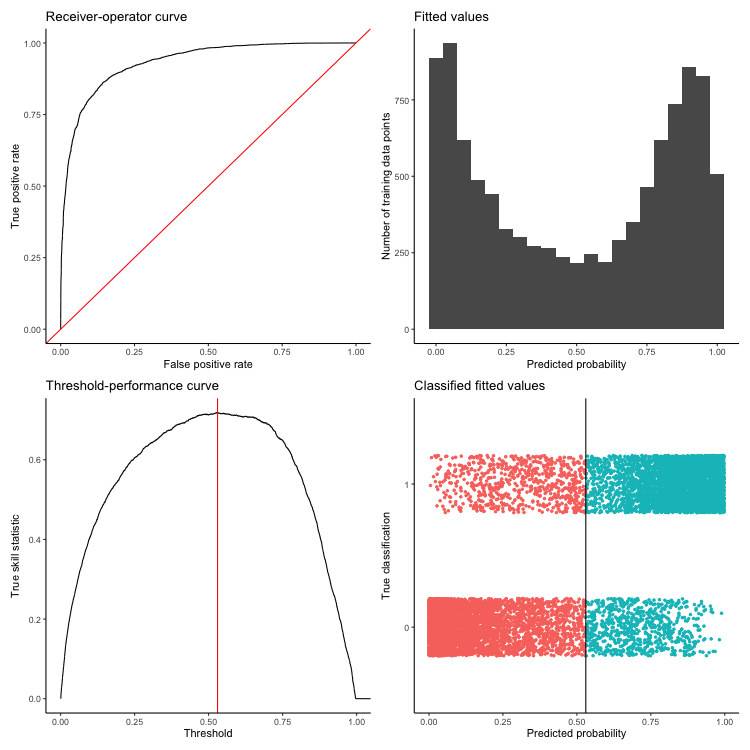 Receiver-operator curve
True positive rate
1.00
0.75
0.50
0.25
0.00
0.00 0.25 0.50 0.75 1.00
False positive rate
Fitted values
Number of training data points
750
500
250
0
0.00 0.25 0.50 0.75 1.00
Predicted probability
Threshold-performance curve
True skill statistic
0.6
0.4
0.2
0.0
0.00 0.25 0.50 0.75 1.00
Threshold
Classified fitted values
True classification
1
0
0.00 0.25 0.50 0.75 1.00
Predicted probability